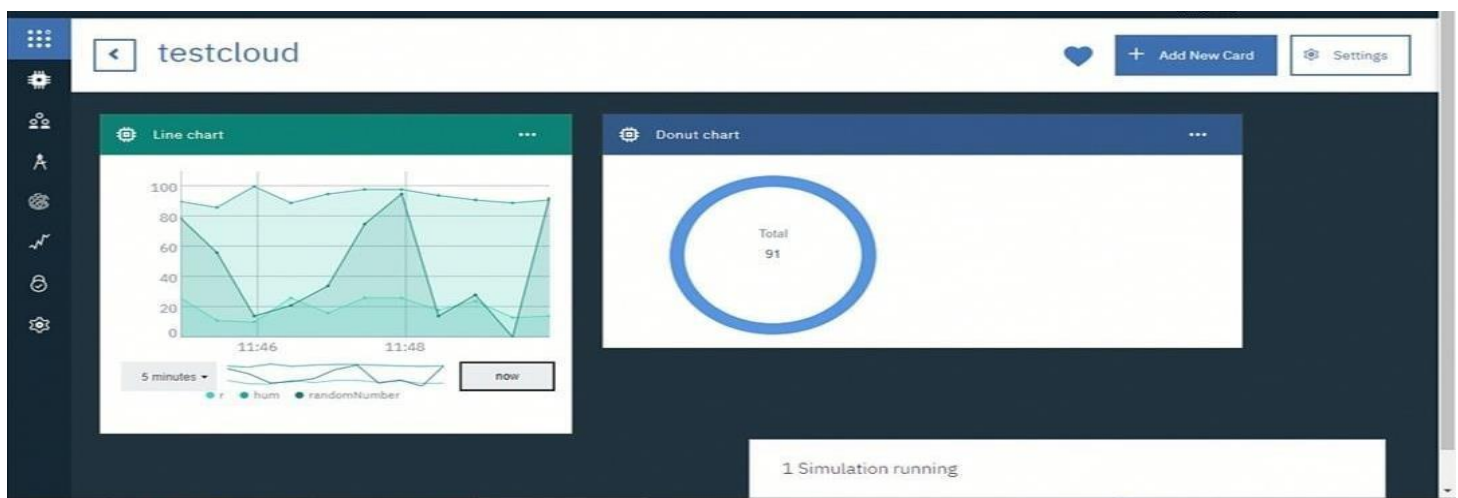 testcloud
+ Add New Card
Settings
Line chart
...
100
80
60
40
20
0
11:46
11:48
5 minutes
now
r
hum
randomNumber
Donut chart
...
Total
91
1 Simulation running